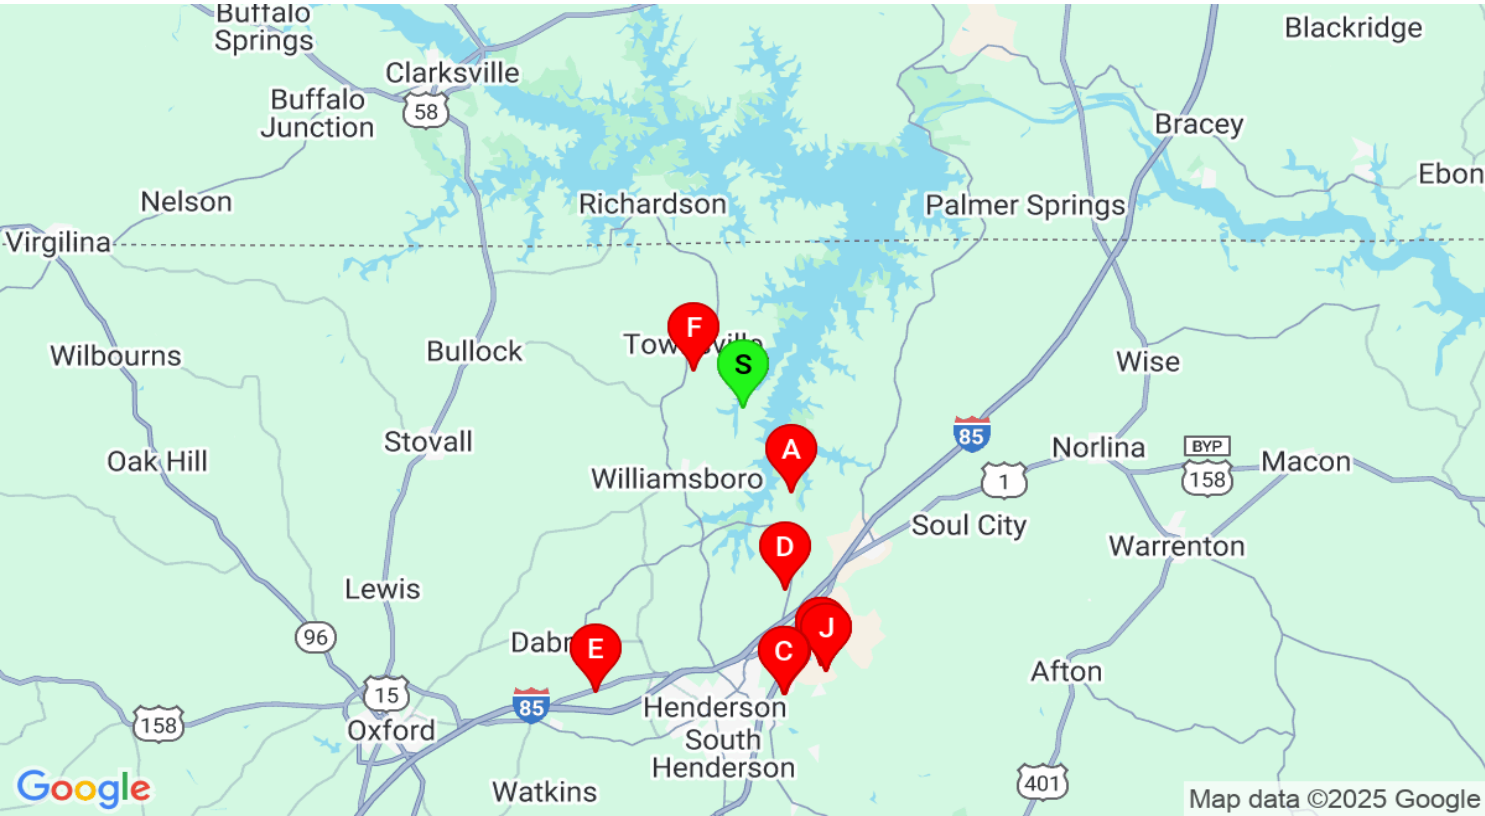 Buffalo
Springs
Blackridge
Clarksville
58
Buffalo
Junction
Bracey
Ebon
Nelson
Richardson
Palmer Springs
Virgilina
F
Wilbourns
Bullock
S
Wise
Oak Hill
Stovall
A
85
Norlina
BYP
158
Macon
Williamsboro
1
Soul City
D
Warrenton
Lewis
96
E
C
J
Afton
15
85
Henderson
158
Oxford
South
Henderson
Watkins
401
Google
Map data ©2025 Google